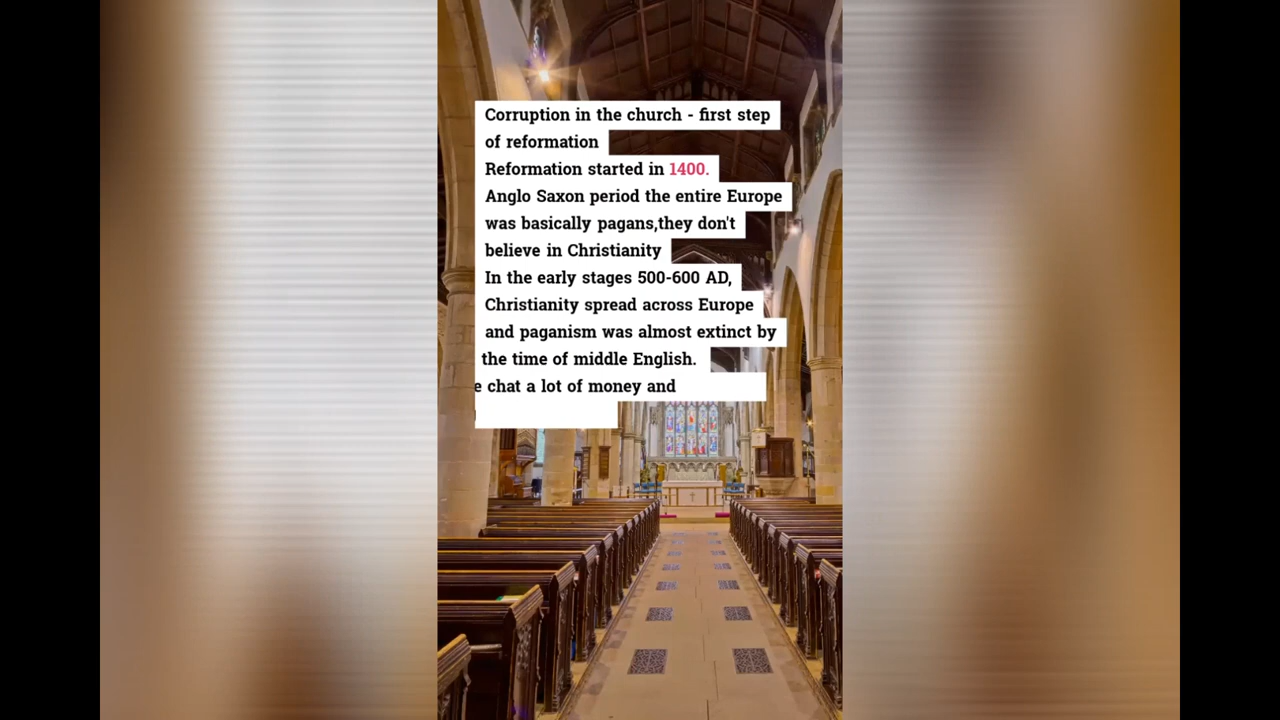 Corruption in the church - first step
of reformation
Reformation started in 1400.
Anglo Saxon period the entire Europe
was basically pagans,they don't
believe in Christianity
In the early stages 500-600 AD,
Christianity spread across Europe
and paganism was almost extinct by
the time of middle English.
e chat a lot of money and